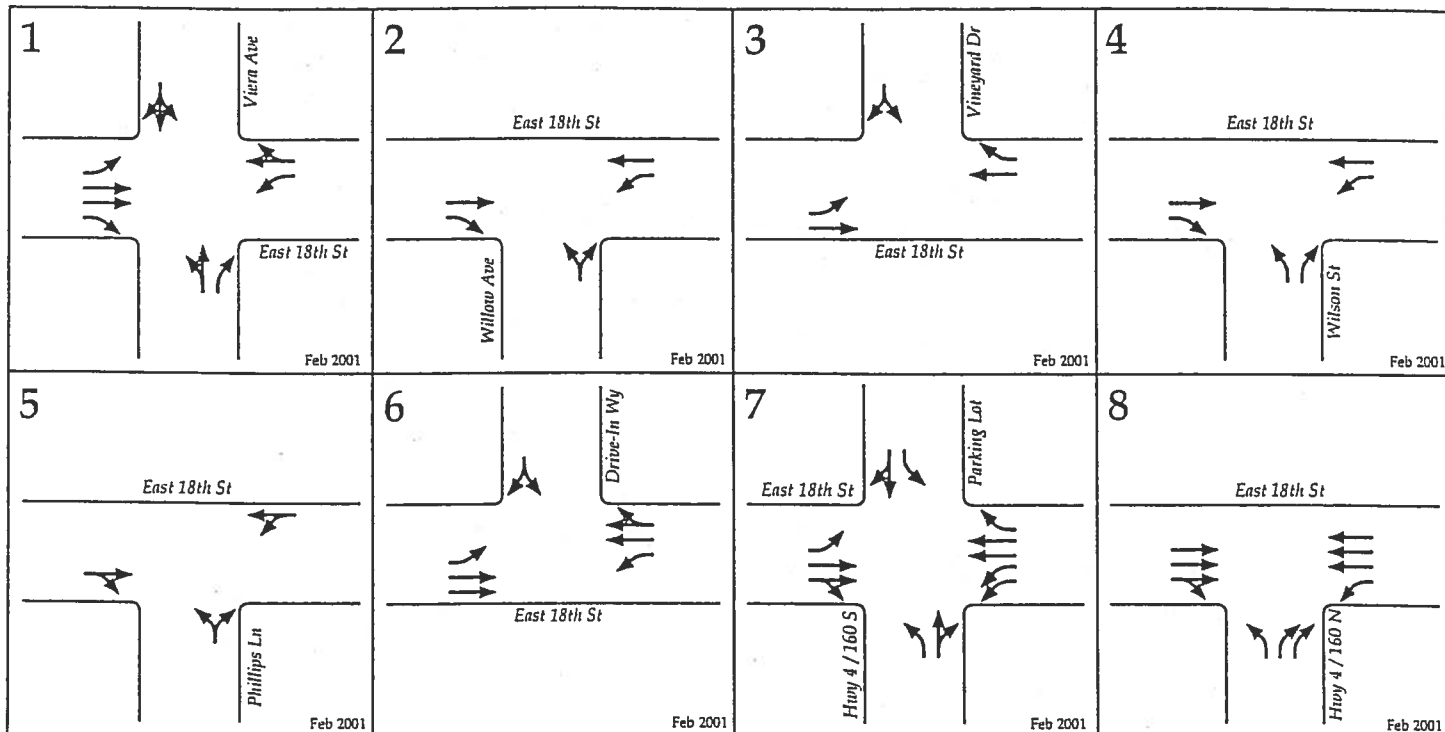 1
Viera Ave
East 18th St
Feb 2001
2
East 18th St
Willow Ave
Feb 2001
3
Vineyard Dr
East 18th St
Feb 2001
4
East 18th St
Wilson St
Feb 2001
5
East 18th St
Phillips Ln
Feb 2001
6
Drive-In Wy
East 18th St
Feb 2001
7
Parking Lot
East 18th St
Hwy 4 / 160 S
Feb 2001
8
East 18th St
Hwy 4 / 160 N
Feb 2001